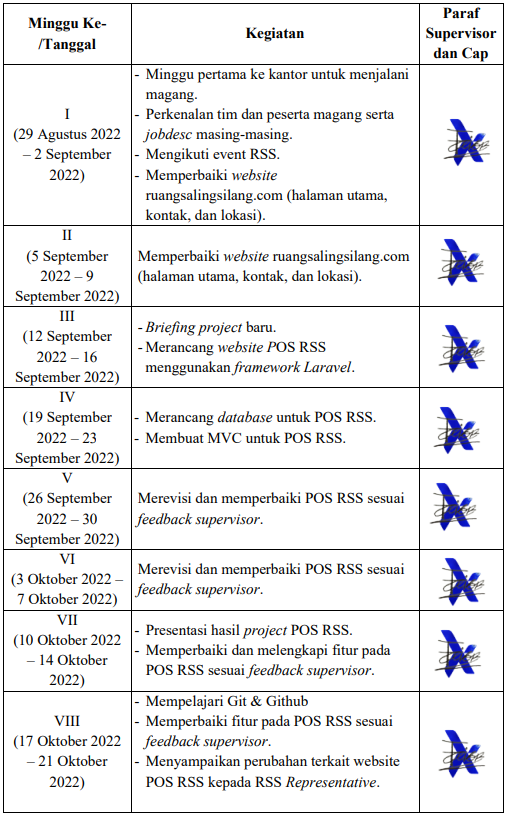 Minggu Ke-
/Tanggal
Kegiatan
Paraf
Supervisor
dan Cap
I
(29 Agustus 2022
– 2 September
2022)
- Minggu pertama ke kantor untuk menjalani
magang.
- Perkenalan tim dan peserta magang serta
jobdesc masing-masing.
- Mengikuti event RSS.
- Memperbaiki website
ruangsalingsilang.com (halaman utama,
kontak, dan lokasi).
II
(5 September
2022 – 9
September 2022)
Memperbaiki website ruangsalingsilang.com
(halaman utama, kontak, dan lokasi).
III
(12 September
2022 – 16
September 2022)
- Briefing project baru.
- Merancang website POS RSS
menggunakan framework Laravel.
IV
(19 September
2022 – 23
September 2022)
- Merancang database untuk POS RSS.
- Membuat MVC untuk POS RSS.
V
(26 September
2022 – 30
September 2022)
Merevisi dan memperbaiki POS RSS sesuai
feedback supervisor.
VI
(3 Oktober 2022 –
7 Oktober 2022)
Merevisi dan memperbaiki POS RSS sesuai
feedback supervisor.
VII
(10 Oktober 2022
– 14 Oktober
2022)
- Presentasi hasil project POS RSS.
- Memperbaiki dan melengkapi fitur pada
POS RSS sesuai feedback supervisor.
VIII
(17 Oktober 2022
– 21 Oktober
2022)
- Mempelajari Git & Github
- Memperbaiki fitur pada POS RSS sesuai
feedback supervisor.
- Menyampaikan perubahan terkait website
POS RSS kepada RSS Representative.